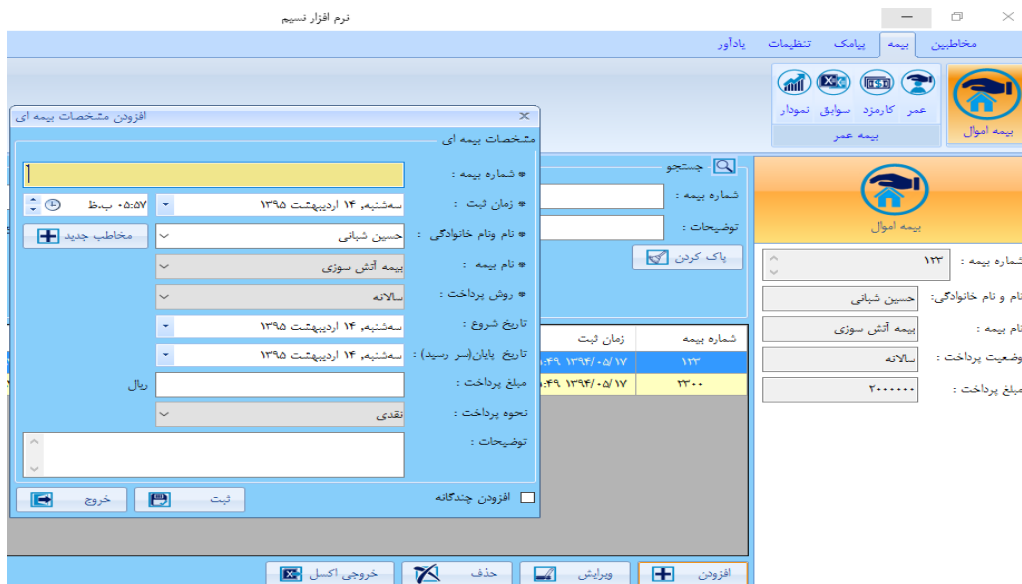 نرم افزار نسیم
مخاطبین بیمه پیامک تنظیمات یادآور
بیمه اموال
عمر کارمزد سوابق نمودار
بیمه عمر
بیمه اموال
شماره بیمه : ۱۲۳
نام و نام خانوادگی: حسین شبانی
نام بیمه : بیمه آتش سوزی
وضعیت پرداخت : سالانه
مبلغ پرداخت : ۲۰۰۰۰۰۰
جستجو
شماره بیمه :
توضیحات :
پاک کردن
شماره بیمه زمان ثبت
۱۲۳ ۱۳۹۴/۰۵/۱۷
۲۳۰۰ ۱۳۹۴/۰۵/۱۷
افزودن مشخصات بیمه ای
مشخصات بیمه ای
* شماره بیمه :
* زمان ثبت : سه‌شنبه, ۱۴ اردیبهشت ۱۳۹۵ ۰۵:۵۷ ب.ظ
* نام ونام خانوادگی : حسین شبانی مخاطب جدید
* نام بیمه : بیمه آتش سوزی
* روش پرداخت : سالانه
تاریخ شروع : سه‌شنبه, ۱۴ اردیبهشت ۱۳۹۵
تاریخ پایان(سر رسید) : سه‌شنبه, ۱۴ اردیبهشت ۱۳۹۵
مبلغ پرداخت : ریال
نحوه پرداخت : نقدی
توضیحات :
افزودن چندگانه ثبت خروج
افزودن ویرایش حذف خروجی اکسل